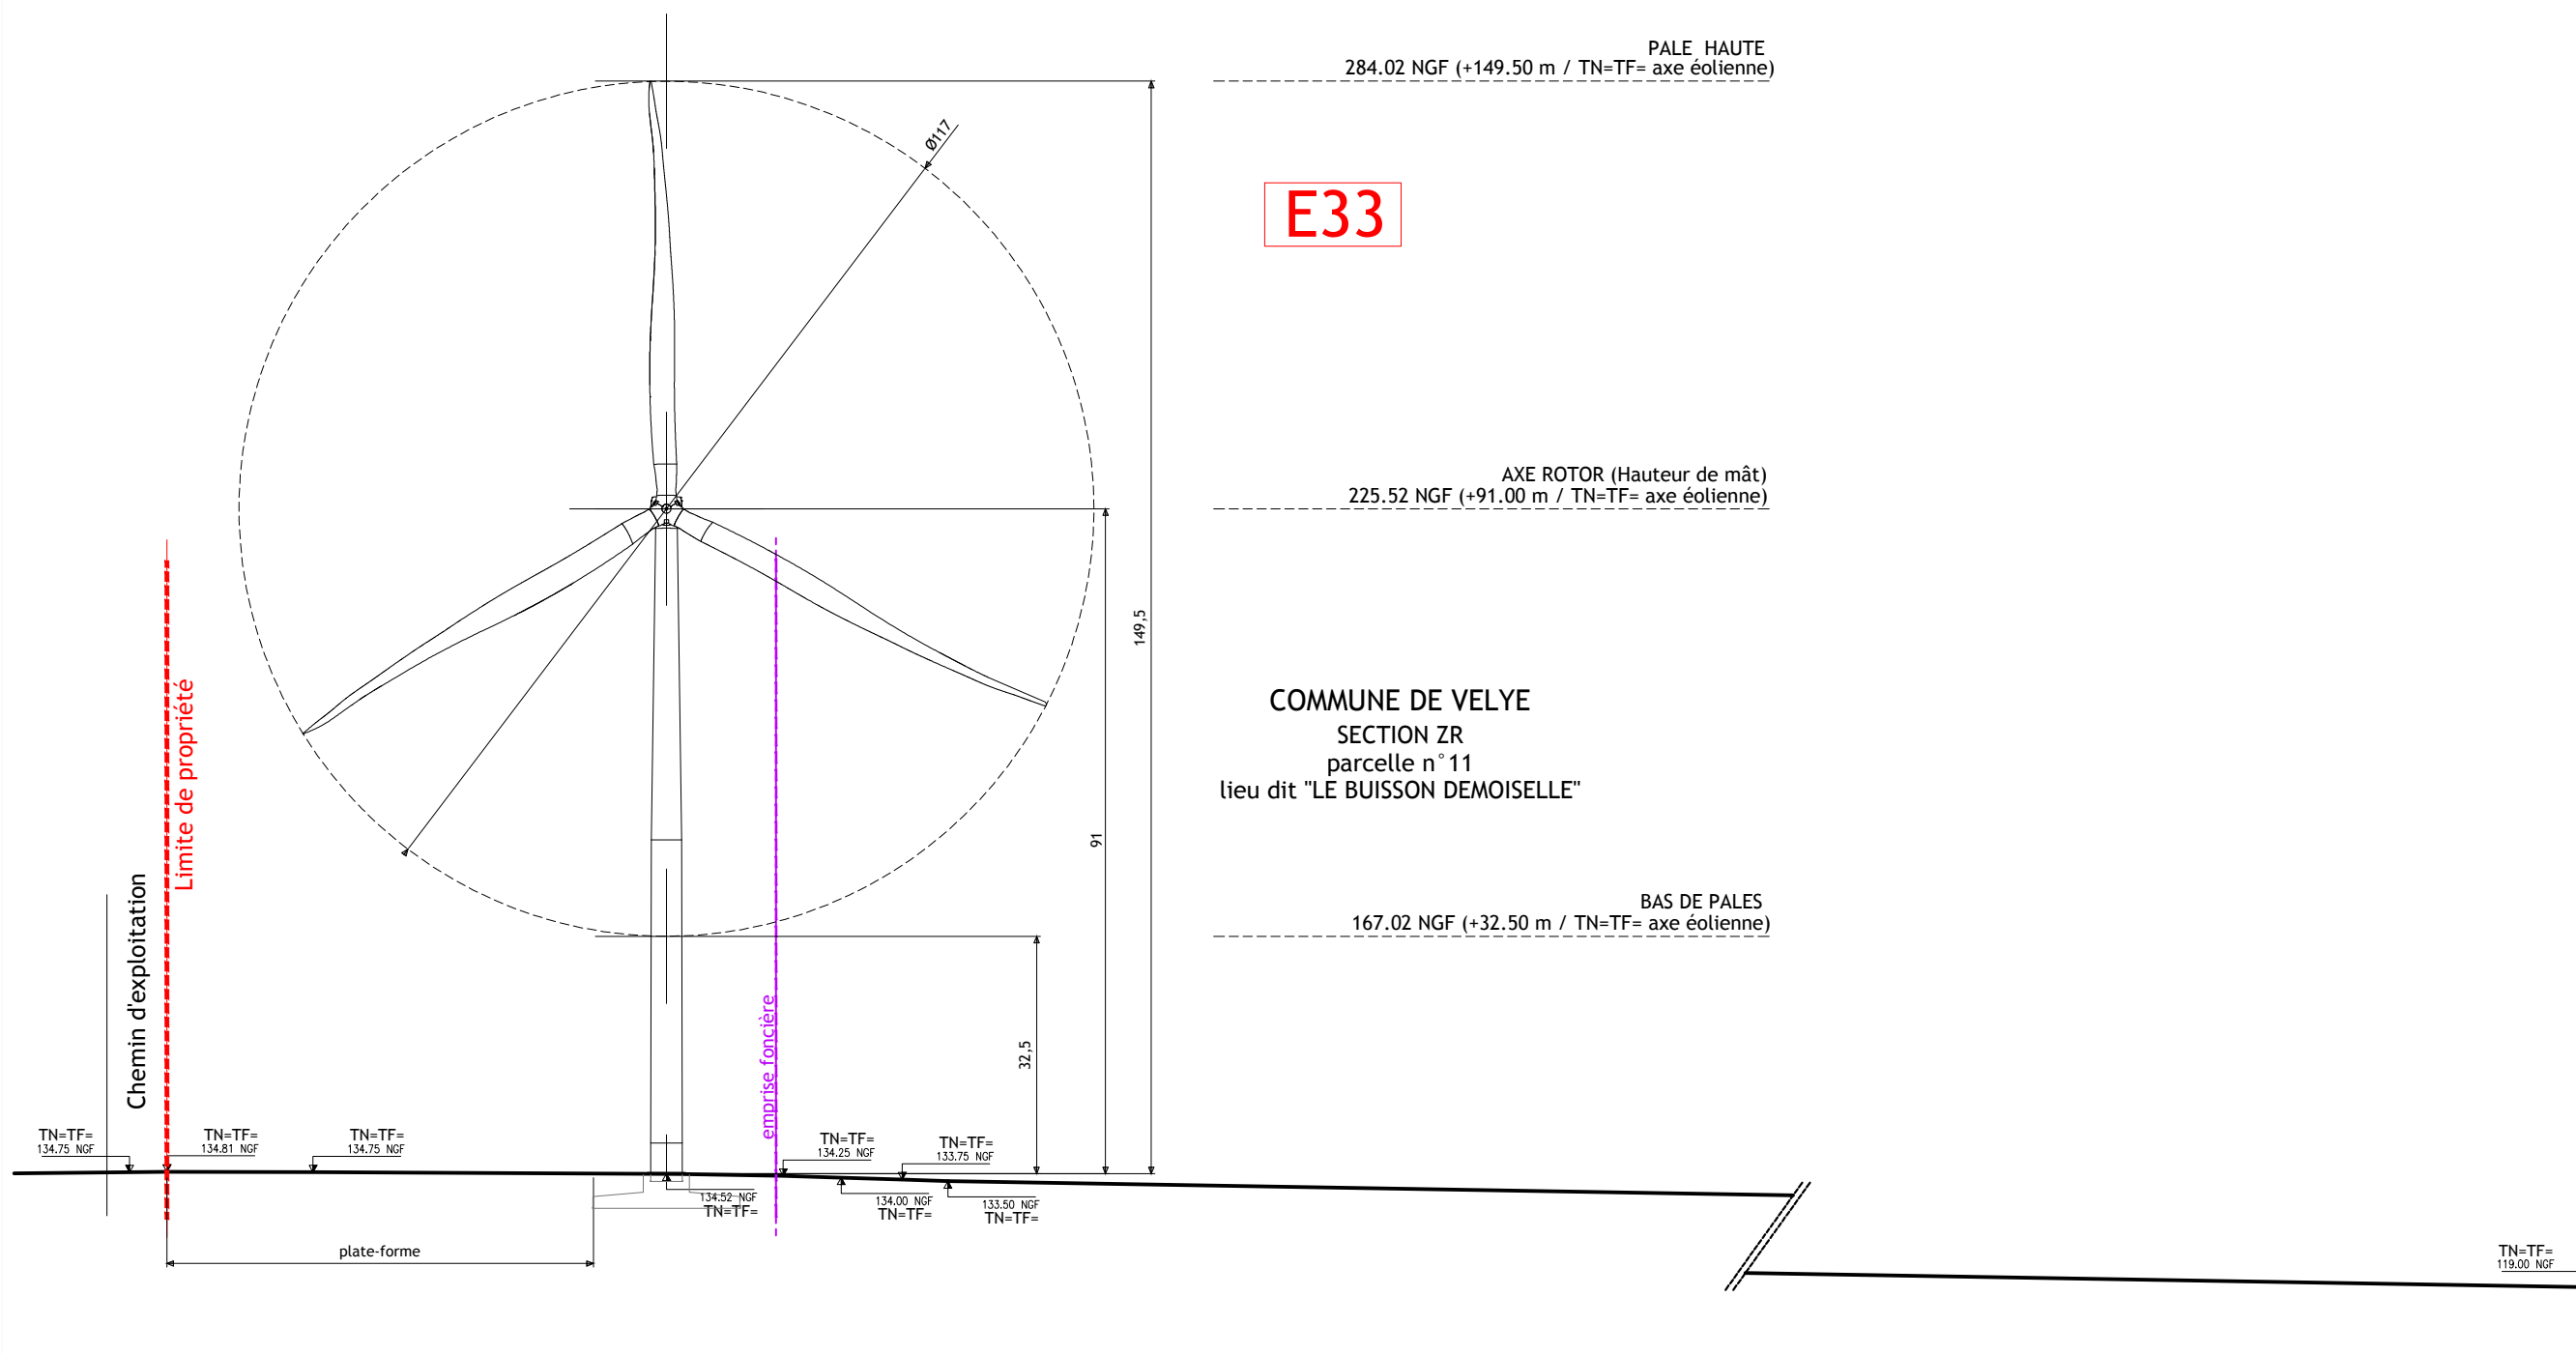 PALE HAUTE
284.02 NGF (+149.50 m / TN=TF= axe éolienne)
Ø117
E33
AXE ROTOR (Hauteur de mât)
225.52 NGF (+91.00 m / TN=TF= axe éolienne)
149,5
91
32,5
Limite de propriété
Chemin d'exploitation
emprise foncière
COMMUNE DE VELYE
SECTION ZR
parcelle n°11
lieu dit "LE BUISSON DEMOISELLE"
BAS DE PALES
167.02 NGF (+32.50 m / TN=TF= axe éolienne)
TN=TF=
134.75 NGF
TN=TF=
134.81 NGF
TN=TF=
134.75 NGF
134.52 NGF
TN=TF=
TN=TF=
134.25 NGF
TN=TF=
133.75 NGF
134.00 NGF
TN=TF=
133.50 NGF
TN=TF=
plate-forme
TN=TF=
119.00 NGF